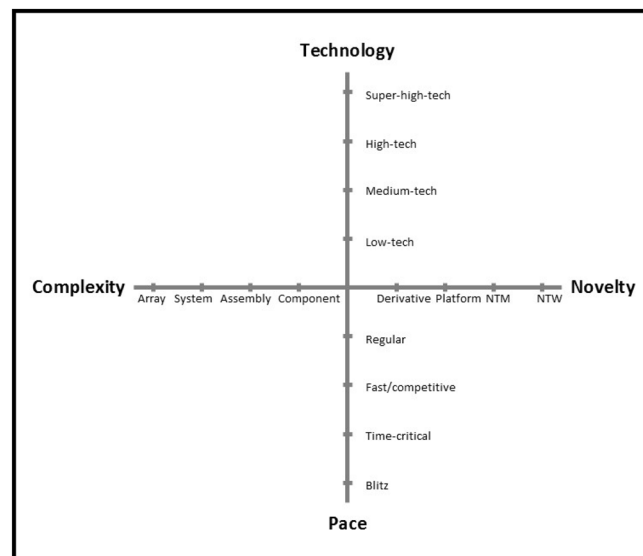 Technology
Super-high-tech
High-tech
Medium-tech
Low-tech
Complexity
Novelty
Array System Assembly Component Derivative Platform NTM NTW
Regular
Fast/competitive
Time-critical
Blitz
Pace